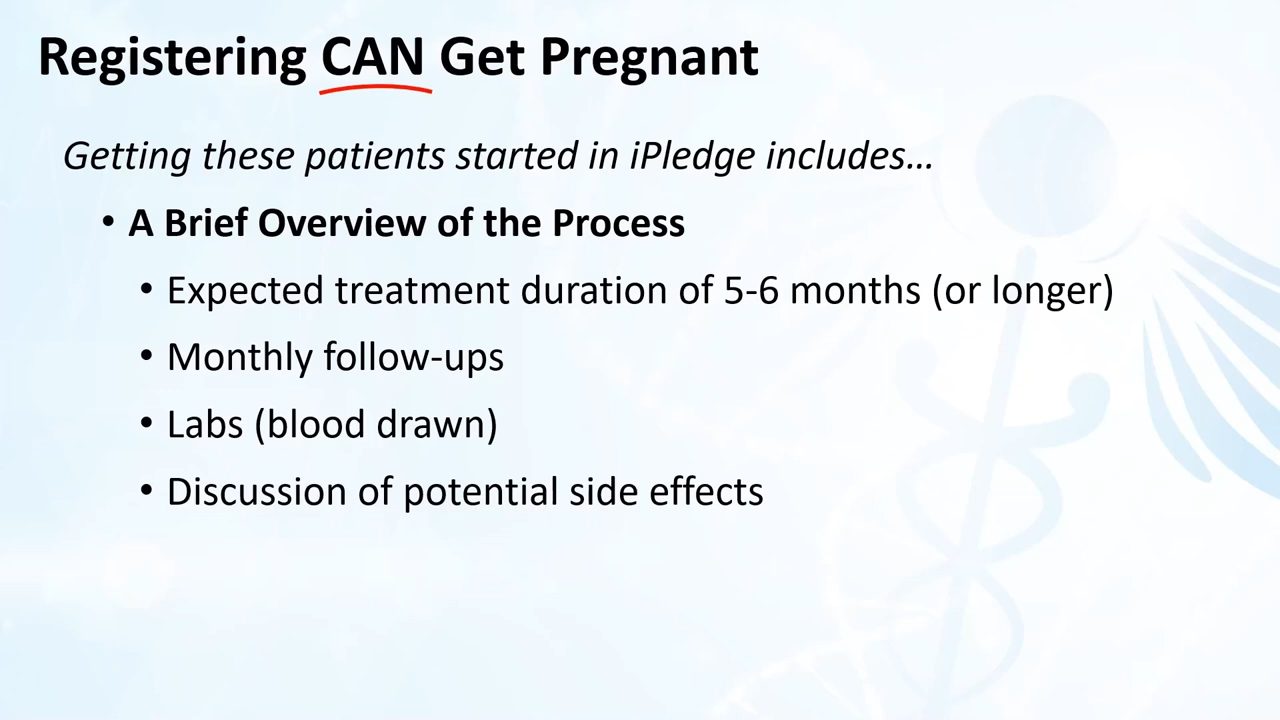 Registering CAN Get Pregnant
Getting these patients started in iPledge includes...
• A Brief Overview of the Process
• Expected treatment duration of 5-6 months (or longer)
• Monthly follow-ups
• Labs (blood drawn)
• Discussion of potential side effects